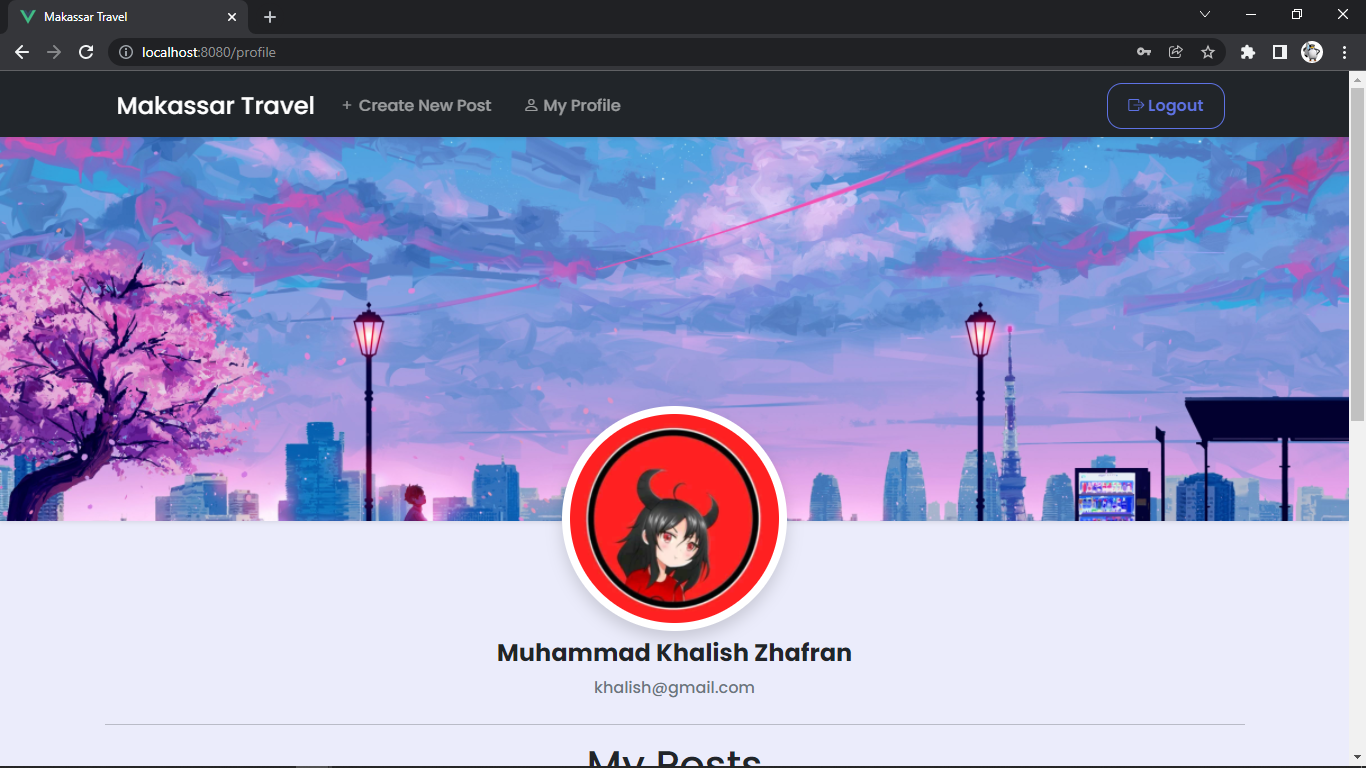 Makassar Travel
localhost:8080/profile
Makassar Travel
+ Create New Post
My Profile
Logout
Muhammad Khalish Zhafran
khalish@gmail.com
My Posts